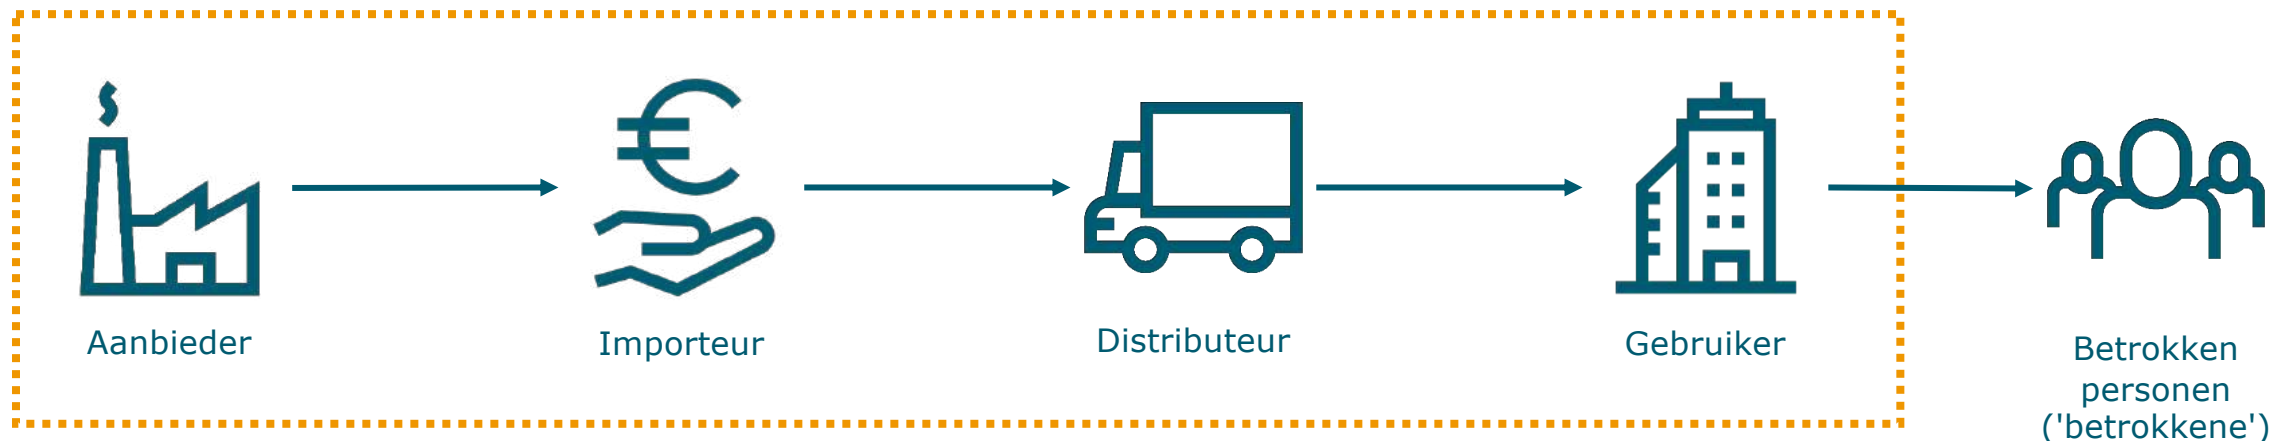 Aanbieder
Importeur
Distributeur
Gebruiker
Betrokken
personen
('betrokkene')